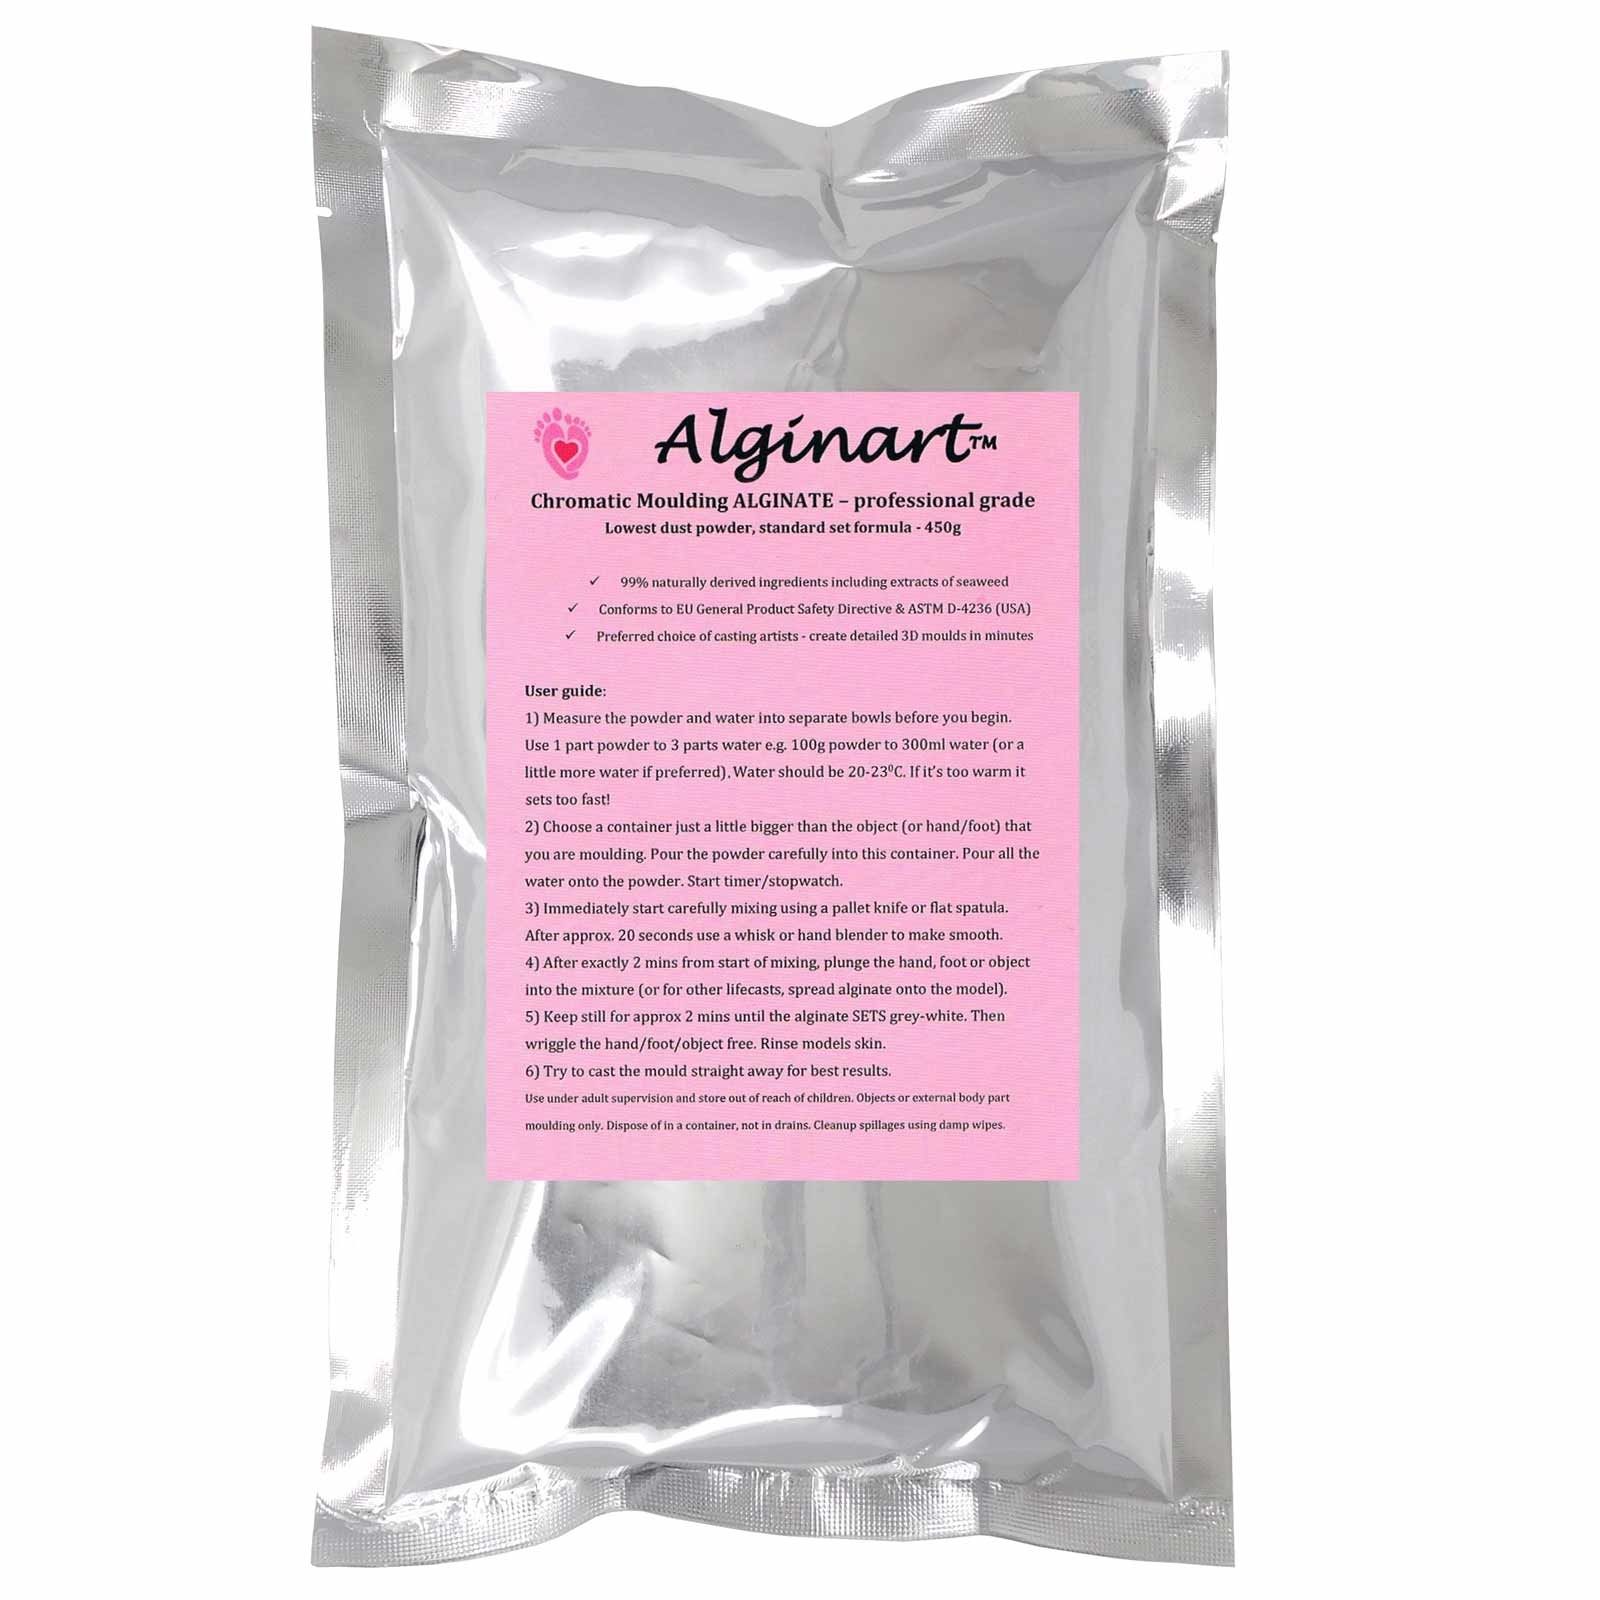 Alginart™
Chromatic Moulding ALGINATE – professional grade
Lowest dust powder, standard set formula - 450g
✓ 99% naturally derived ingredients including extracts of seaweed
✓ Conforms to EU General Product Safety Directive & ASTM D-4236 (USA)
✓ Preferred choice of casting artists - create detailed 3D moulds in minutes
User guide:
1) Measure the powder and water into separate bowls before you begin.
Use 1 part powder to 3 parts water e.g. 100g powder to 300ml water (or a
little more water if preferred). Water should be 20-23⁰C. If it's too warm it
sets too fast!
2) Choose a container just a little bigger than the object (or hand/foot) that
you are moulding. Pour the powder carefully into this container. Pour all the
water onto the powder. Start timer/stopwatch.
3) Immediately start carefully mixing using a pallet knife or flat spatula.
After approx. 20 seconds use a whisk or hand blender to make smooth.
4) After exactly 2 mins from start of mixing, plunge the hand, foot or object
into the mixture (or for other lifecasts, spread alginate onto the model).
5) Keep still for approx 2 mins until the alginate SETS grey-white. Then
wriggle the hand/foot/object free. Rinse models skin.
6) Try to cast the mould straight away for best results.
Use under adult supervision and store out of reach of children. Objects or external body part
moulding only. Dispose of in a container, not in drains. Cleanup spillages using damp wipes.